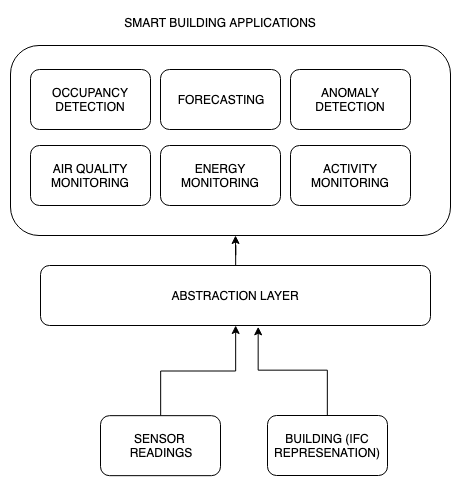 SMART BUILDING APPLICATIONS
OCCUPANCY
DETECTION
FORECASTING
ANOMALY
DETECTION
AIR QUALITY
MONITORING
ENERGY
MONITORING
ACTIVITY
MONITORING
ABSTRACTION LAYER
SENSOR
READINGS
BUILDING (IFC
REPRESENATION)